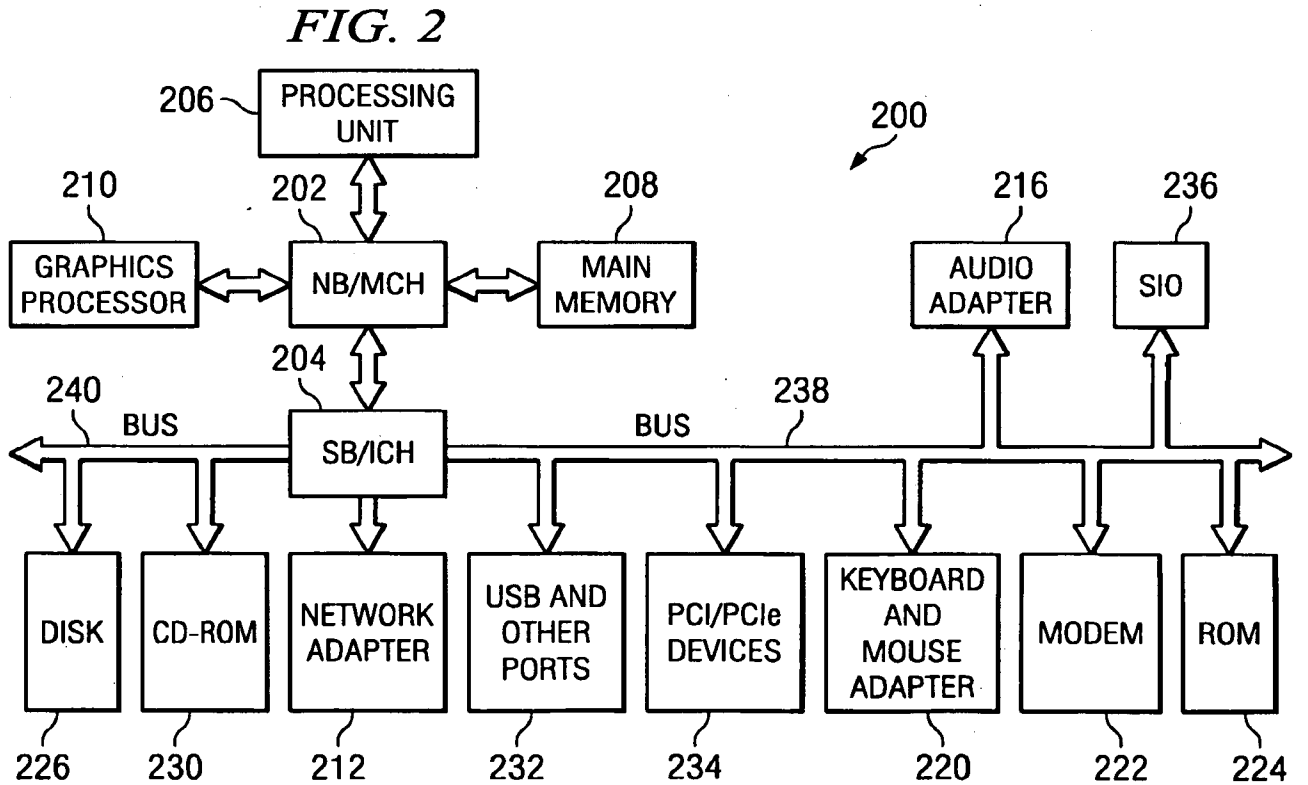 FIG. 2
206
PROCESSING
UNIT
200
210
202
208
216
236
GRAPHICS
PROCESSOR
NB/MCH
MAIN
MEMORY
AUDIO
ADAPTER
SIO
204
240
BUS
SB/ICH
BUS
238
DISK
CD-ROM
NETWORK
ADAPTER
USB AND
OTHER
PORTS
PCI/PCIe
DEVICES
KEYBOARD
AND
MOUSE
ADAPTER
MODEM
ROM
226
230
212
232
234
220
222
224